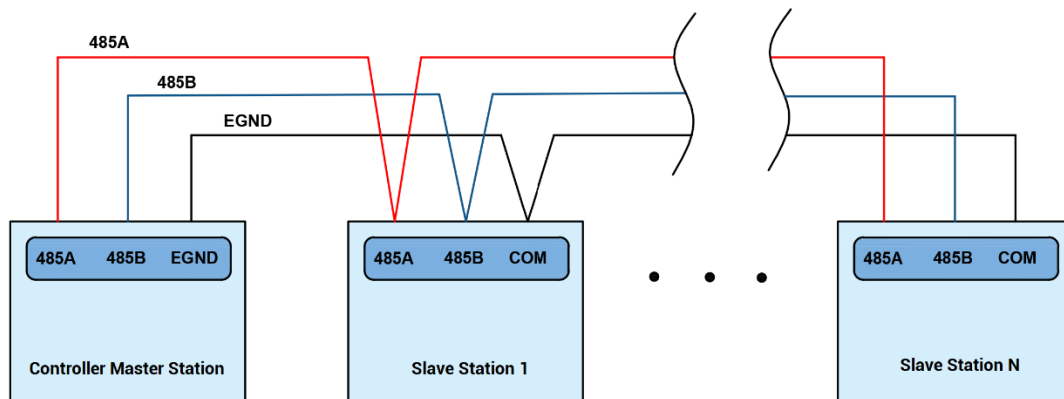 485A
485B
EGND
485A 485B EGND
485A 485B COM
485A 485B COM
Controller Master Station
Slave Station 1
Slave Station N